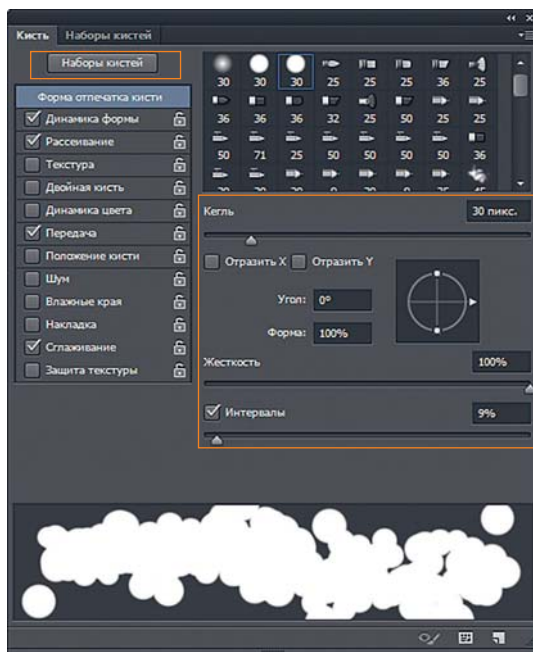 Кисть Наборы кистей
Наборы кистей
30 30 30 25 25 25 36 25
36 36 36 32 25 50 25 25
50 71 25 50 50 50 50 36
Форма отпечатка кисти
Динамика формы
Рассеивание
Текстура
Двойная кисть
Динамика цвета
Передача
Положение кисти
Шум
Влажные края
Накладка
Сглаживание
Защита текстуры
Кегль 30 пикс.
Отразить X Отразить Y
Угол: 0º
Форма: 100%
Жесткость 100%
Интервалы 9%